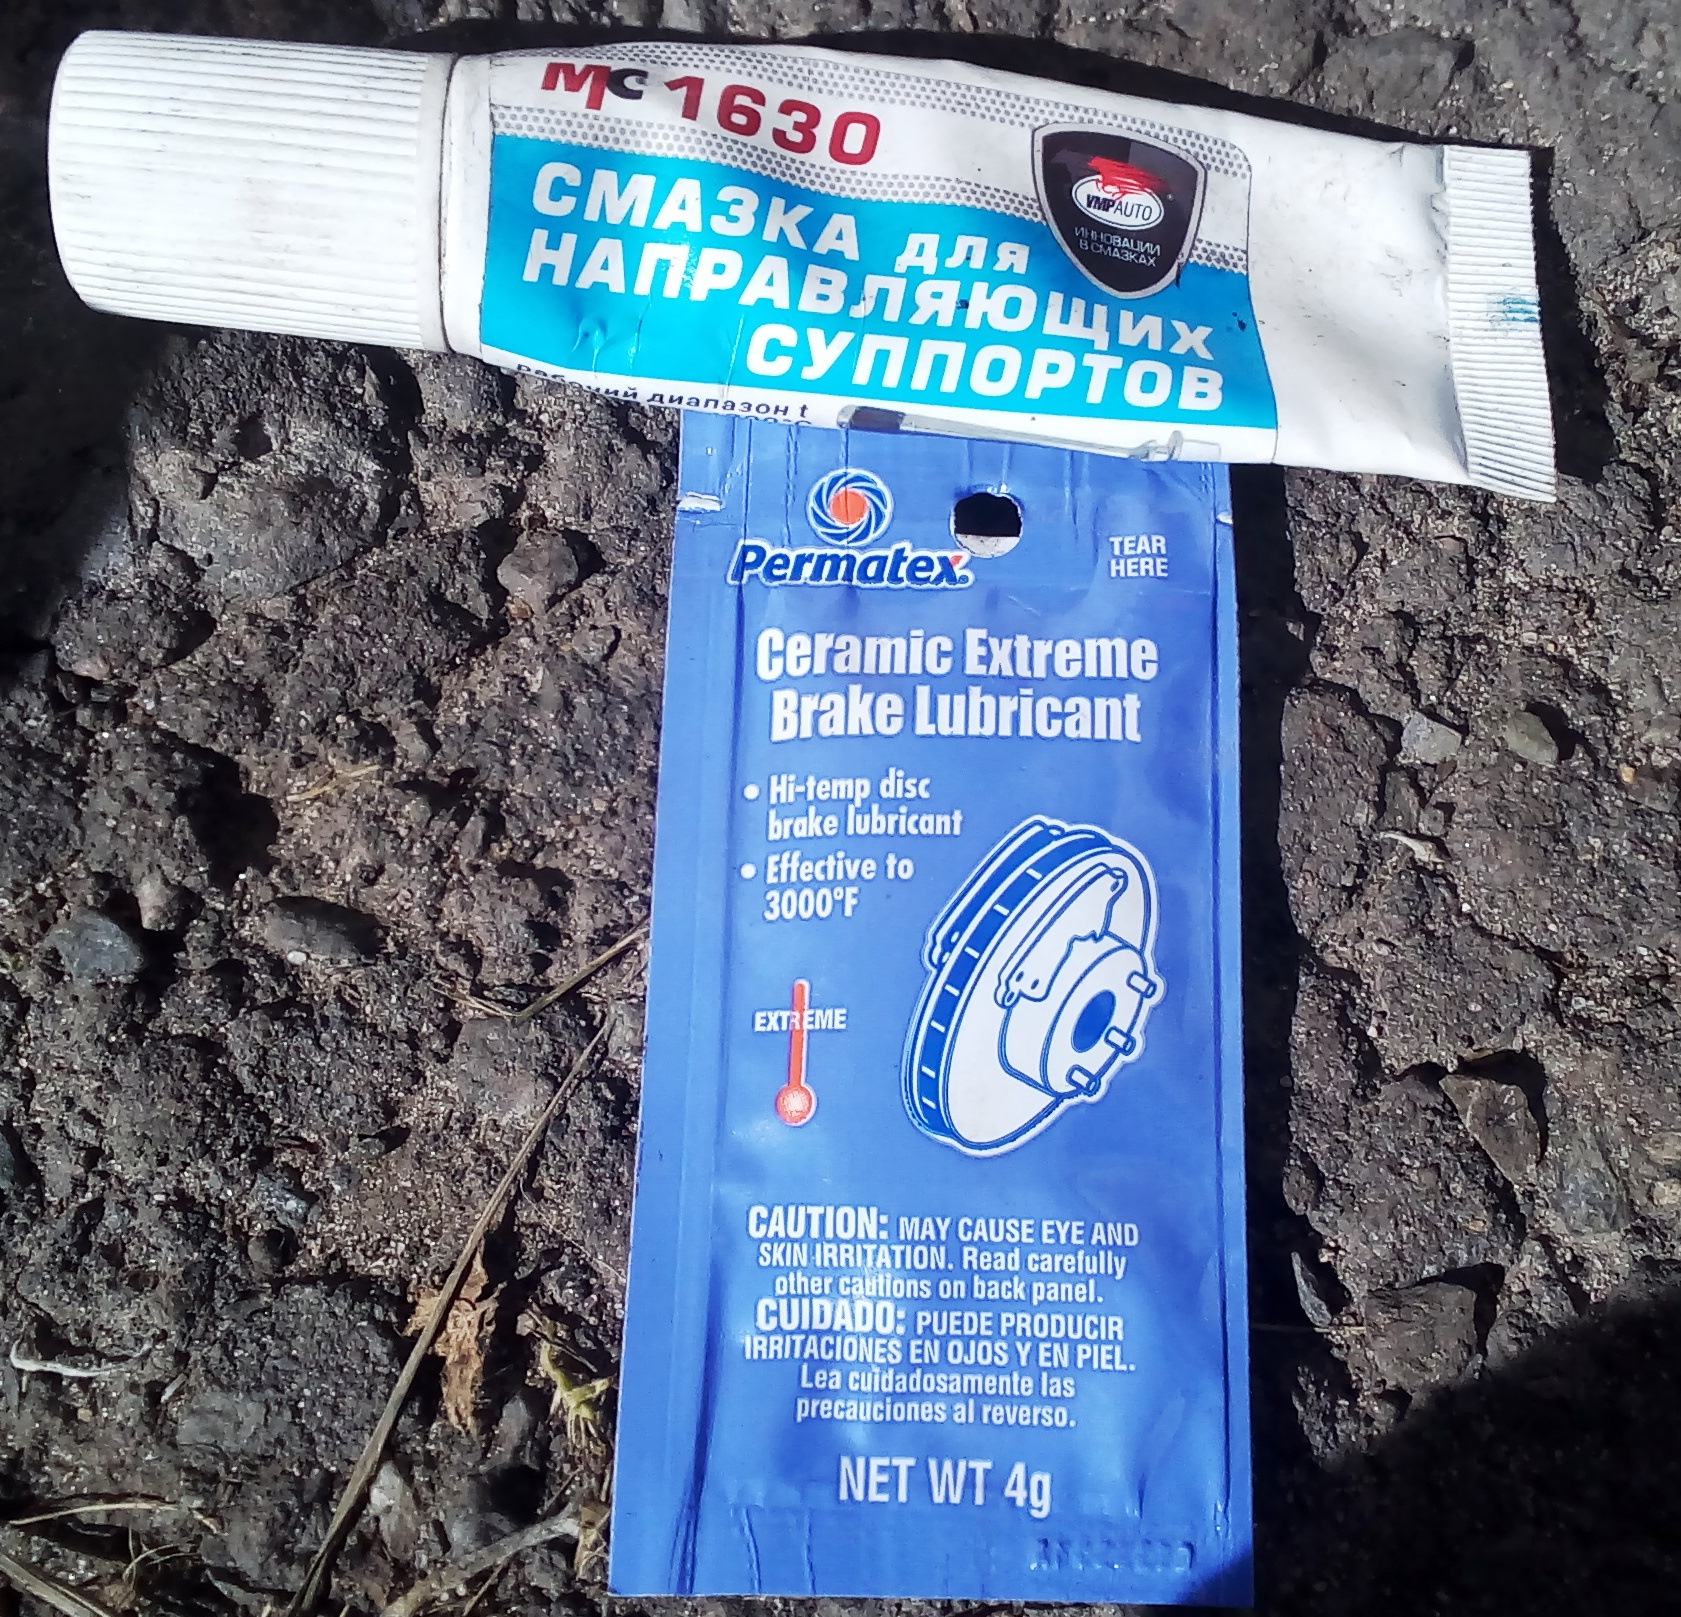 МС 1630
СМАЗКА для
НАПРАВЛЯЮЩИХ
СУППОРТОВ
VMPAUTO
ИННОВАЦИИ
В СМАЗКАХ
рабочий диапазон t
Permatex®
TEAR
HERE
Ceramic Extreme
Brake Lubricant
• Hi-temp disc
brake lubricant
• Effective to
3000°F
EXTREME
CAUTION: MAY CAUSE EYE AND
SKIN IRRITATION. Read carefully
other cautions on back panel.
CUIDADO: PUEDE PRODUCIR
IRRITACIONES EN OJOS Y EN PIEL.
Lea cuidadosamente las
precauciones al reverso.
NET WT 4g